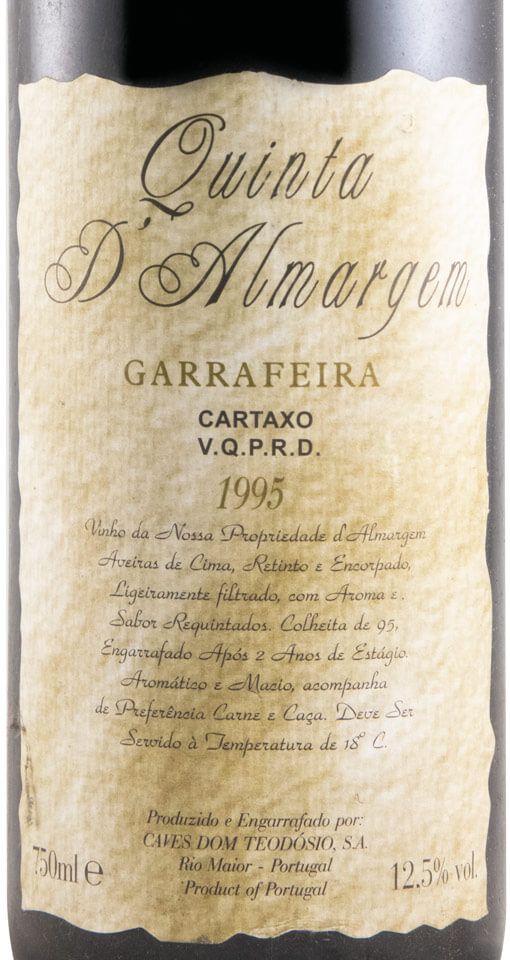 Quinta
D'Almargem
GARRAFEIRA
CARTAXO
V.Q.P.R.D.
1995
Vinho da Nossa Propriedade d'Almargem
Aveiras de Cima, Retinto e Encorpado,
Ligeiramente filtrado, com Aroma e
Sabor Requintados. Colheita de 95,
Engarrafado Após 2 Anos de Estágio.
Aromático e Macio, acompanha
de Preferência Carne e Caça. Deve Ser
Servido à Temperatura de 18º C.
Produzido e Engarrafado por:
CAVES DOM TEODÓSIO, S.A.
Rio Maior - Portugal
Product of Portugal
750ml e
12.5% vol.